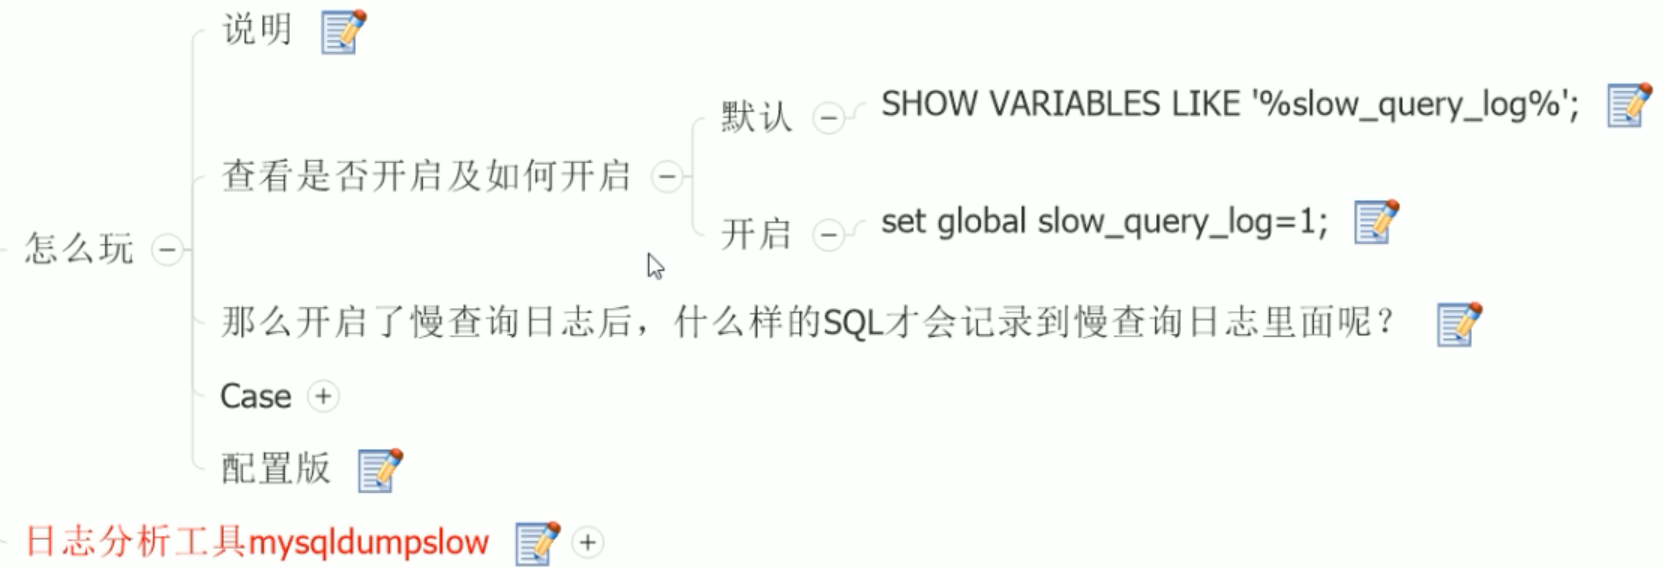 说明
默认 SHOW VARIABLES LIKE '%slow_query_log%';
查看是否开启及如何开启
开启 set global slow_query_log=1;
怎么玩
那么开启了慢查询日志后，什么样的SQL才会记录到慢查询日志里面呢？
Case
配置版
日志分析工具mysqldumpslow